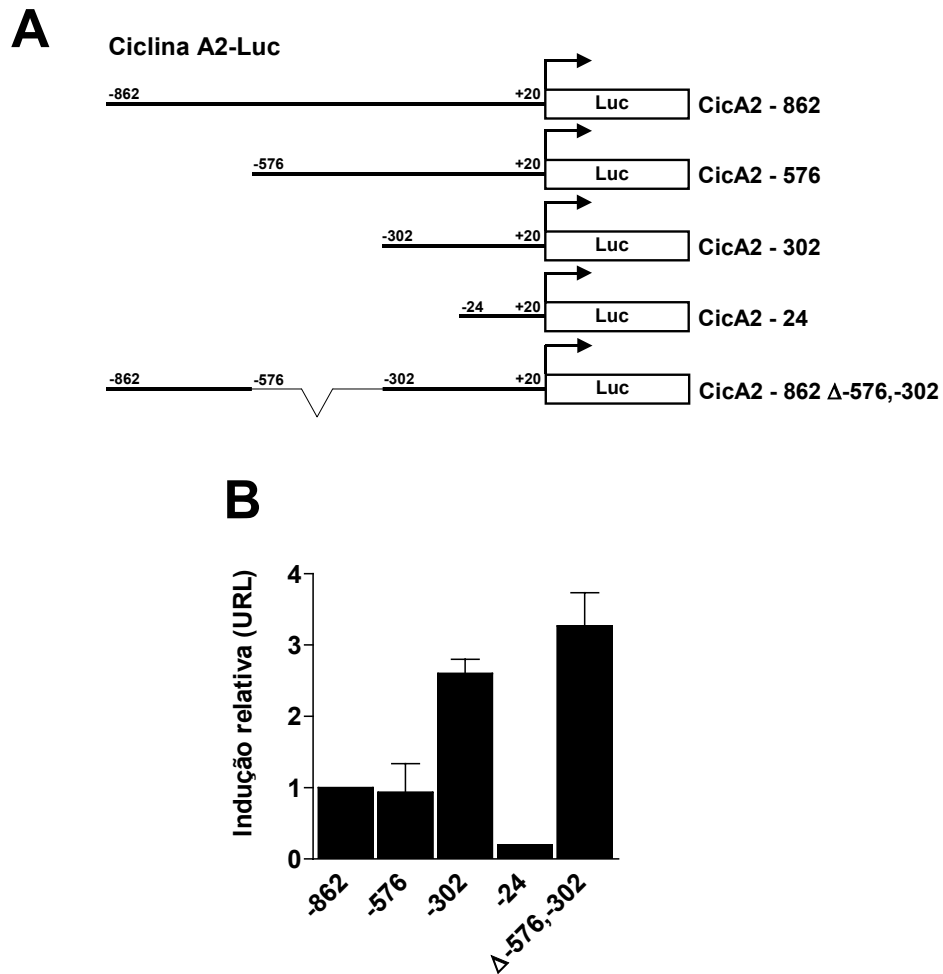 A
Ciclina A2-Luc
-862 +20 Luc CicA2 - 862
-576 +20 Luc CicA2 - 576
-302 +20 Luc CicA2 - 302
-24 +20 Luc CicA2 - 24
-862 -576 -302 +20 Luc CicA2 - 862 Δ-576,-302
B
Indução relativa (URL)
4
3
2
1
0
-862
-576
-302
-24
Δ-576,-302